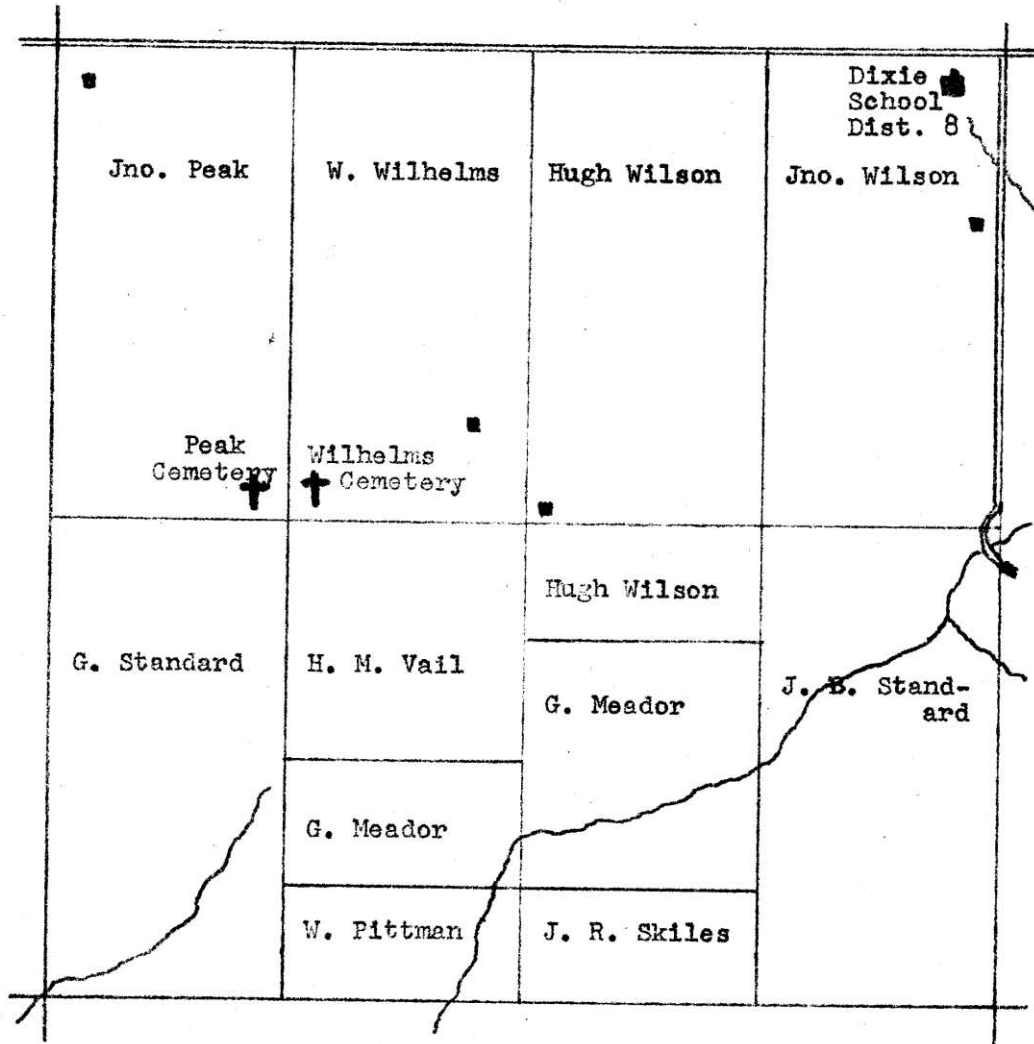 Dixie
School
Dist. 8
Jno. Peak
W. Wilhelms
Hugh Wilson
Jno. Wilson
Peak
Cemetery
Wilhelms
Cemetery
Hugh Wilson
G. Standard
H. M. Vail
G. Meador
J. B. Stand-
ard
G. Meador
W. Pittman
J. R. Skiles